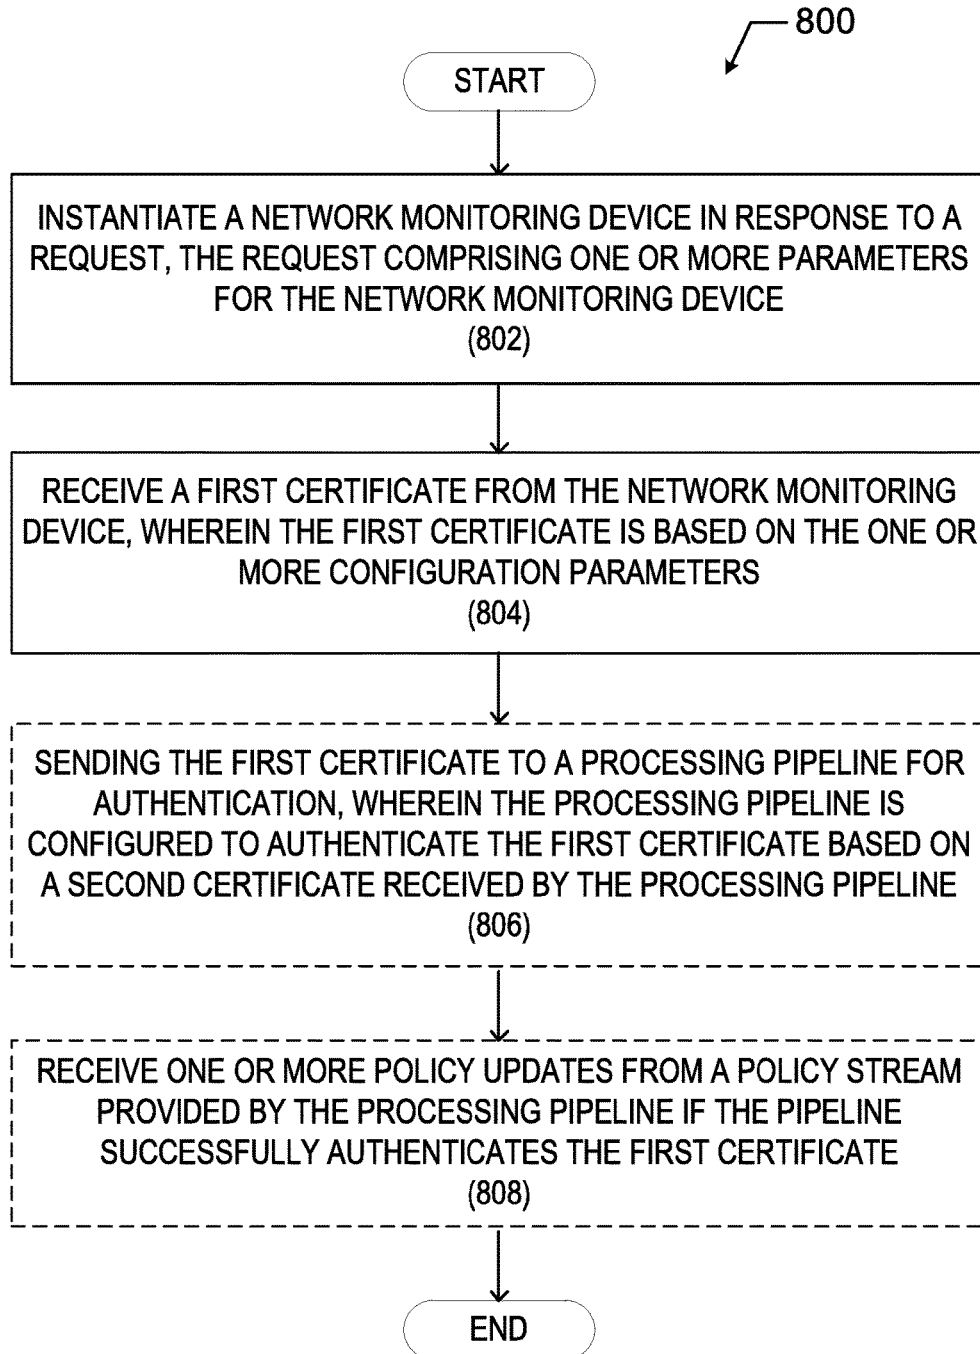 800
START
INSTANTIATE A NETWORK MONITORING DEVICE IN RESPONSE TO A
REQUEST, THE REQUEST COMPRISING ONE OR MORE PARAMETERS
FOR THE NETWORK MONITORING DEVICE
(802)
RECEIVE A FIRST CERTIFICATE FROM THE NETWORK MONITORING
DEVICE, WHEREIN THE FIRST CERTIFICATE IS BASED ON THE ONE OR
MORE CONFIGURATION PARAMETERS
(804)
SENDING THE FIRST CERTIFICATE TO A PROCESSING PIPELINE FOR
AUTHENTICATION, WHEREIN THE PROCESSING PIPELINE IS
CONFIGURED TO AUTHENTICATE THE FIRST CERTIFICATE BASED ON
A SECOND CERTIFICATE RECEIVED BY THE PROCESSING PIPELINE
(806)
RECEIVE ONE OR MORE POLICY UPDATES FROM A POLICY STREAM
PROVIDED BY THE PROCESSING PIPELINE IF THE PIPELINE
SUCCESSFULLY AUTHENTICATES THE FIRST CERTIFICATE
(808)
END